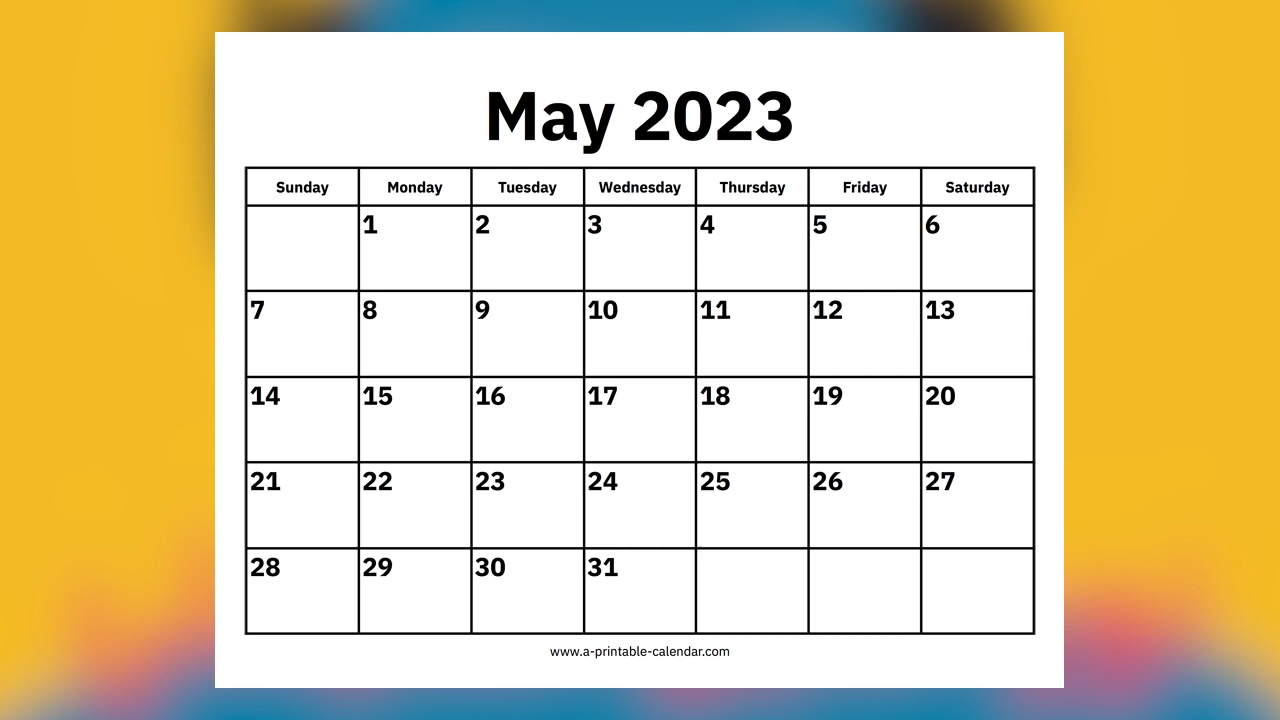 May 2023
Sunday Monday Tuesday Wednesday Thursday Friday Saturday
1 2 3 4 5 6
7 8 9 10 11 12 13
14 15 16 17 18 19 20
21 22 23 24 25 26 27
28 29 30 31
www.a-printable-calendar.com